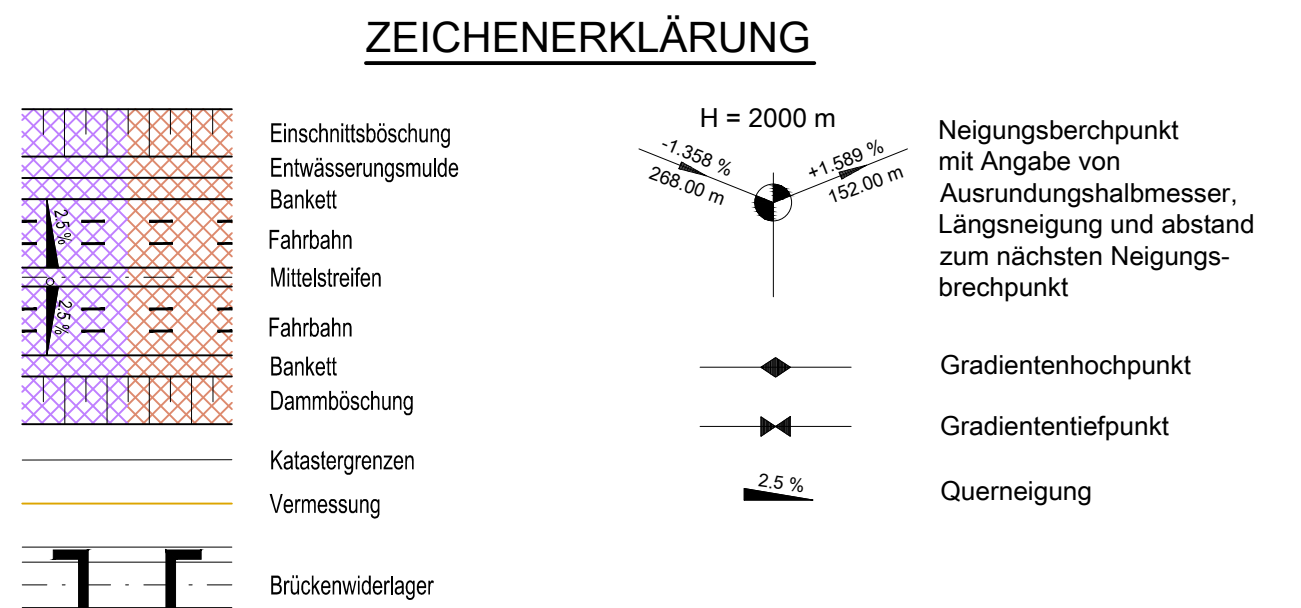 ZEICHENERKLÄRUNG
Einschnittsböschung
Entwässerungsmulde
Bankett
2.5 %
Fahrbahn
Mittelstreifen
2.5 %
Fahrbahn
Bankett
Dammböschung
Katastergrenzen
Vermessung
Brückenwiderlager
H = 2000 m
-1.358 %
268.00 m
+1.589 %
152.00 m
Neigungsberchpunkt
mit Angabe von
Ausrundungshalbmesser,
Längsneigung und abstand
zum nächsten Neigungs-
brechpunkt
Gradientenhochpunkt
Gradiententiefpunkt
2.5 %
Querneigung